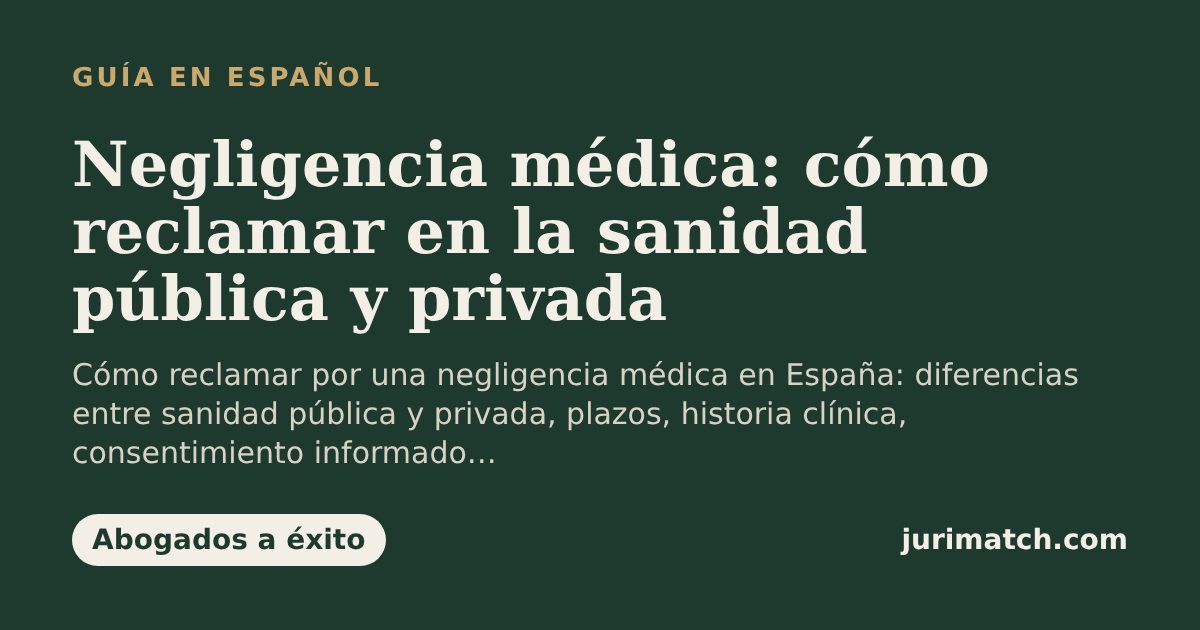 GUÍA EN ESPAÑOL
Negligencia médica: cómo
reclamar en la sanidad
pública y privada
Cómo reclamar por una negligencia médica en España: diferencias
entre sanidad pública y privada, plazos, historia clínica,
consentimiento informado…
Abogados a éxito
jurimatch.com